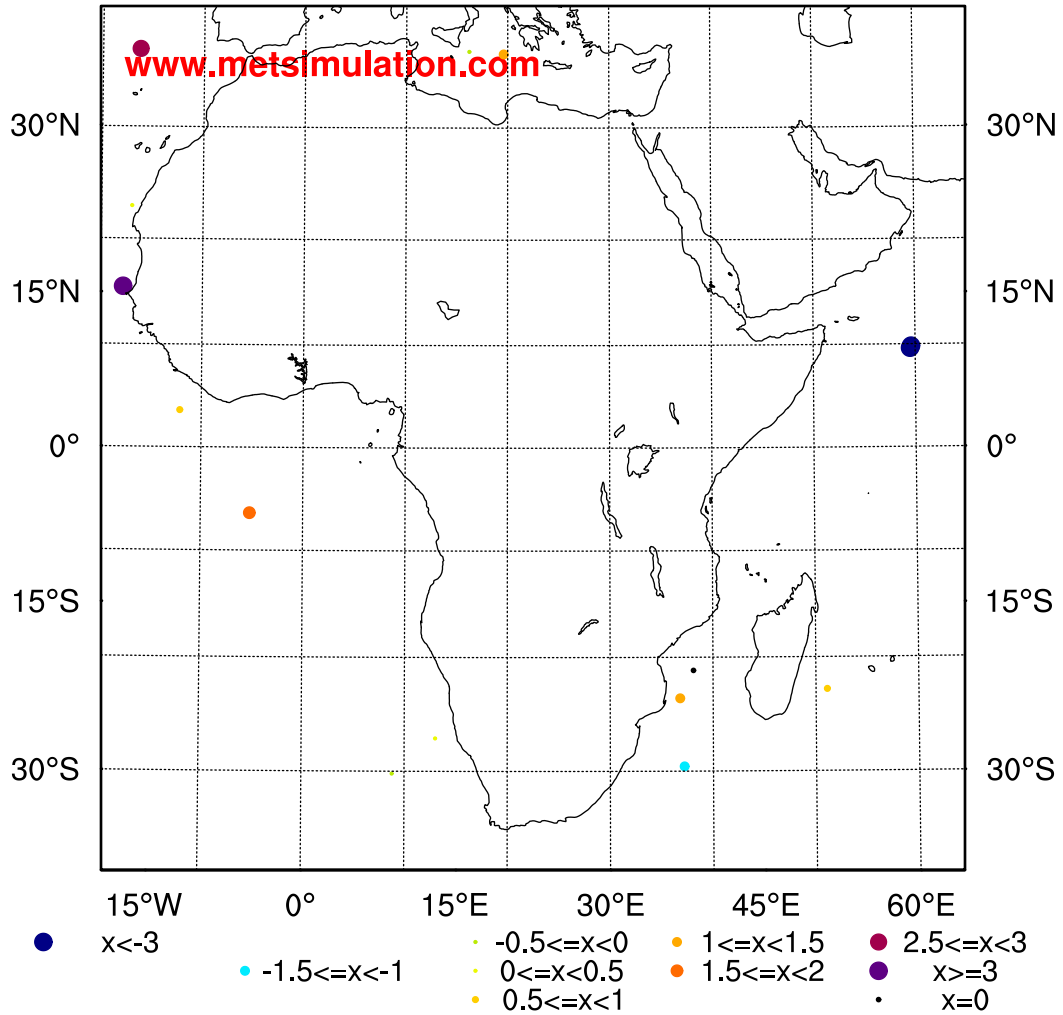 www.metsimulation.com
30°N 30°N
15°N 15°N
0° 0°
15°S 15°S
30°S 30°S
15°W 0° 15°E 30°E 45°E 60°E
x<-3 -0.5<=x<0 1<=x<1.5 2.5<=x<3
-1.5<=x<-1 0<=x<0.5 1.5<=x<2 x>=3
0.5<=x<1 x=0